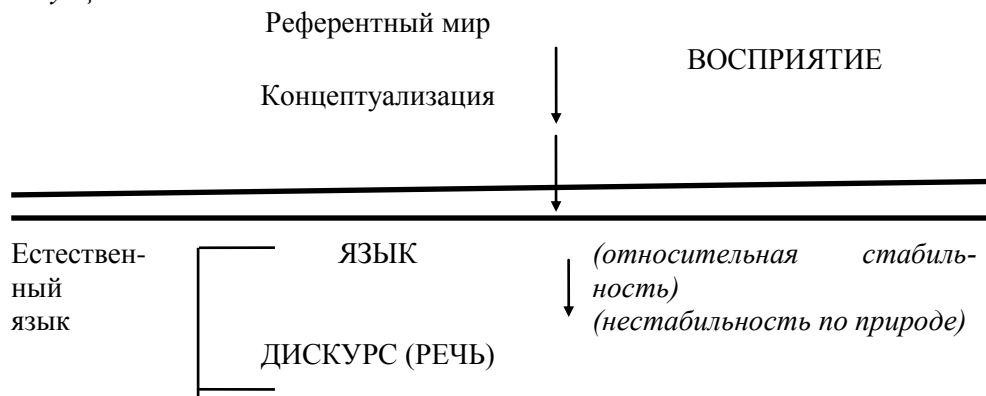 Референтный мир
ВОСПРИЯТИЕ
Концептуализация
Естествен-
ный
язык
ЯЗЫК
(относительная стабиль-
ность)
(нестабильность по природе)
ДИСКУРС (РЕЧЬ)